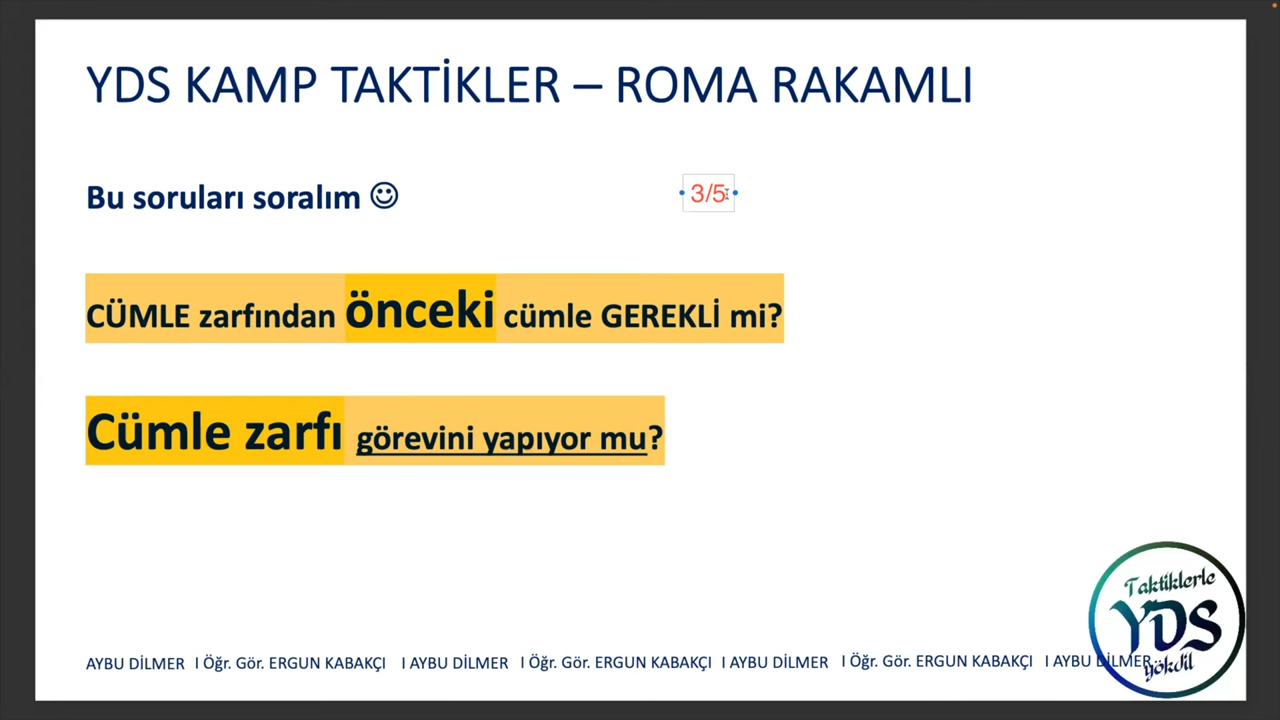 YDS KAMP TAKTİKLER – ROMA RAKAMLI
Bu soruları soralım ☺
3/5
CÜMLE zarfından önceki cümle GEREKLİ mi?
Cümle zarfı görevini yapıyor mu?
AYBU DİLMER I Öğr. Gör. ERGUN KABAKÇI I AYBU DİLMER I Öğr. Gör. ERGUN KABAKÇI I AYBU DİLMER I Öğr. Gör. ERGUN KABAKÇI I AYBU DİLMER
Taktiklerle
YDS
Yökdil